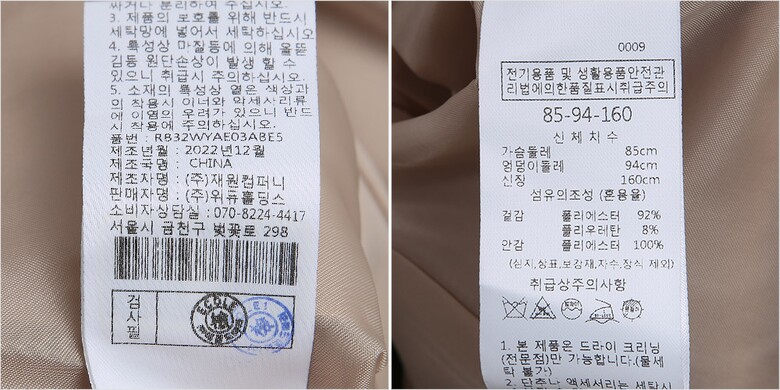 싸거나 분리하여 주십시오.
3. 제품의 보호를 위해 반드시
세탁망에 넣어서 세탁하십시오
4. 특성상 마찰등에 의해 올뜯
김등 원단손상이 발생 할 수
있으니 취급시 주의하십시오.
5. 소재의 특성상 옅은 색상과
의 착용시 이너와 악세사리류
에 이염의 우려가 있으니 반드
시 착용에 주의하십시오.
품번 : RB32WYAE03ABE5
제조년월 : 2022년12월
제조국명 : CHINA
제조자명 : (주)재원컴퍼니
판매자명 : (주)위듀홀딩스
소비자상담실 : 070-8224-4417
서울시 금천구 벚꽃로 298
검사필
ECOLE
0009
전기용품 및 생활용품안전관
리법에의한품질표시취급주의
85-94-160
신체치수
가슴둘레 85cm
엉덩이둘레 94cm
신장 160cm
섬유의조성 (혼용율)
겉감 폴리에스터 92%
폴리우레탄 8%
안감 폴리에스터 100%
(심지,상표,보강재,자수,장식 제외)
취급상주의사항
1. 본 제품은 드라이 크리닝
(전문점)만 가능합니다.(물세
탁 불가)
2. 단추나 액세서리는 세탁시